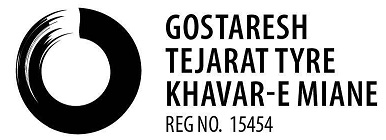 GOSTARESH
TEJARAT TYRE
KHAVAR-E MIANE
REG NO. 15454